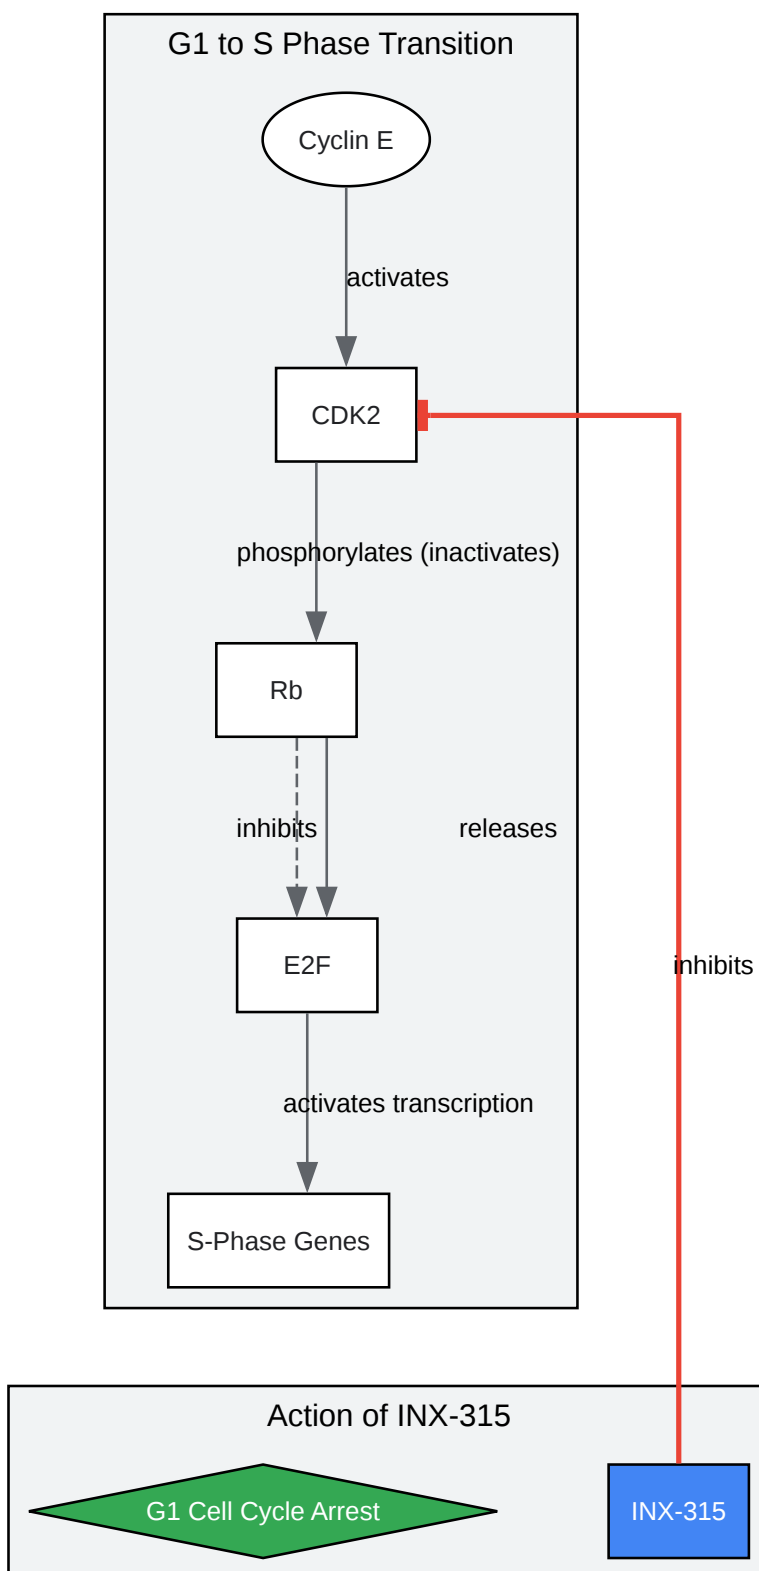 G1 to S Phase Transition
Cyclin E
activates
CDK2
phosphorylates (inactivates)
Rb
inhibits
releases
E2F
inhibits
activates transcription
S-Phase Genes
Action of INX-315
G1 Cell Cycle Arrest
INX-315